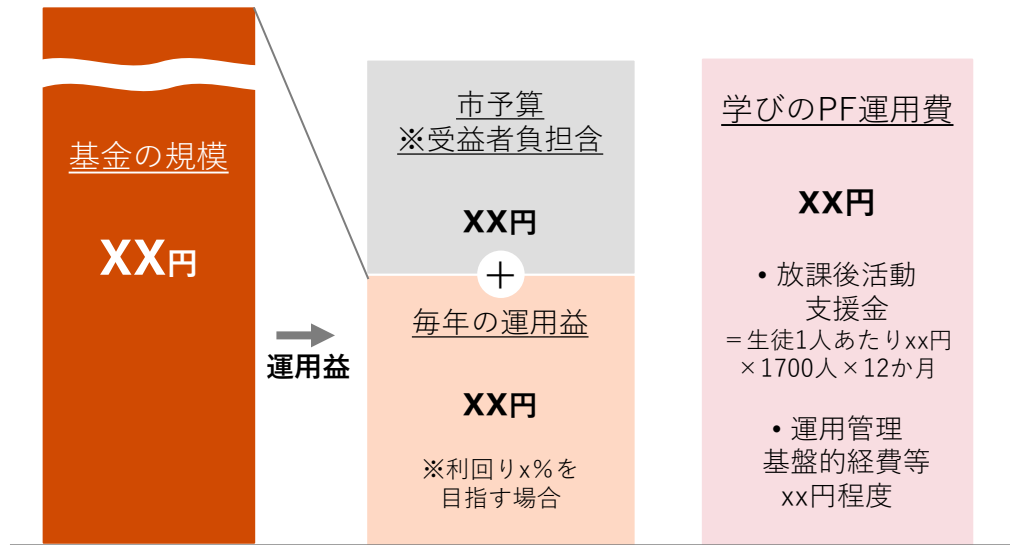 基金の規模
XX円
運用益
市予算
※受益者負担含
XX円
＋
毎年の運用益
XX円
※利回りx％を
目指す場合
学びのPF運用費
XX円
• 放課後活動
支援金
＝生徒1人あたりxx円
×1700人×12か月
• 運用管理
基盤的経費等
xx円程度